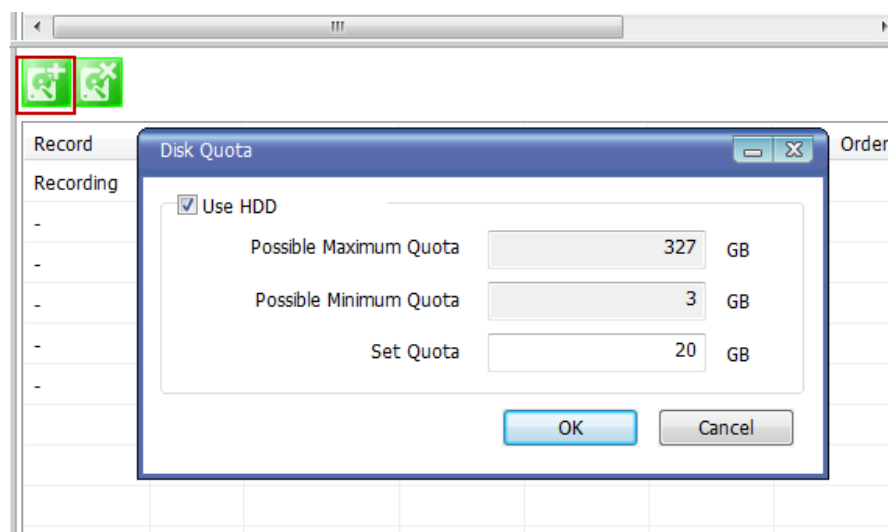 Record
Order
Recording
-
-
-
-
-
Disk Quota
Use HDD
Possible Maximum Quota 327 GB
Possible Minimum Quota 3 GB
Set Quota 20 GB
OK Cancel